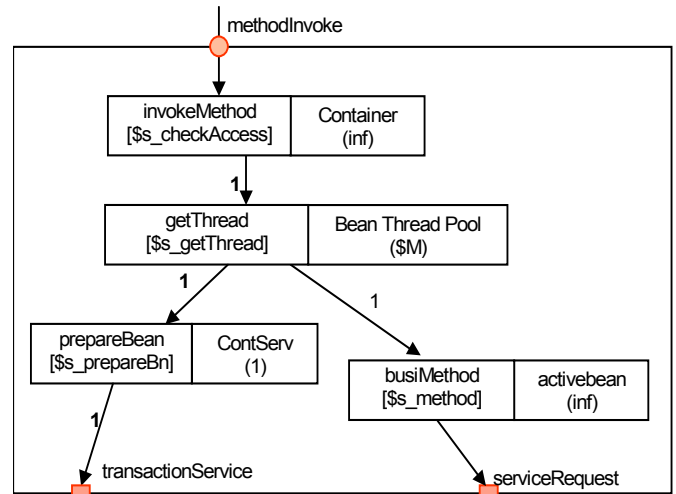 methodInvoke
invokeMethod
[$s_checkAccess]
Container
(inf)
1
getThread
[$s_getThread]
Bean Thread Pool
($M)
1
1
prepareBean
[$s_prepareBn]
ContServ
(1)
busiMethod
[$s_method]
activebean
(inf)
1
transactionService
serviceRequest